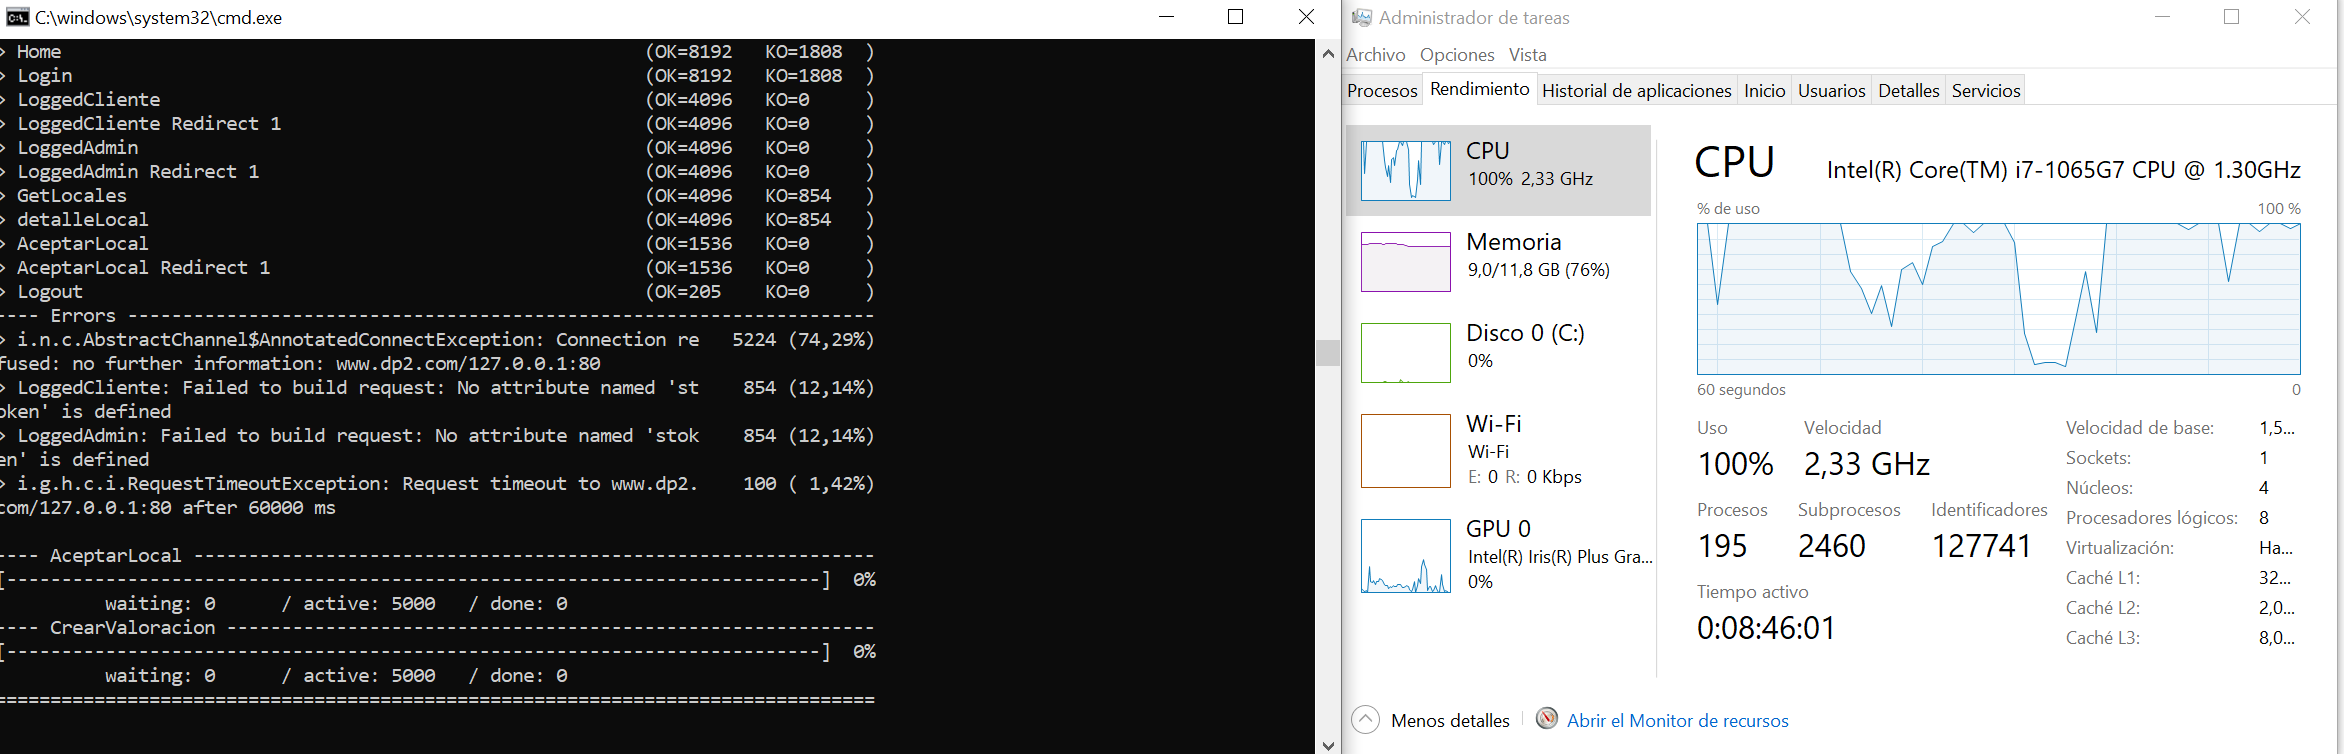 C:\windows\system32\cmd.exe
> Home (OK=8192 KO=1808 )
> Login (OK=8192 KO=1808 )
> LoggedCliente (OK=4096 KO=0 )
> LoggedCliente Redirect 1 (OK=4096 KO=0 )
> LoggedAdmin (OK=4096 KO=0 )
> LoggedAdmin Redirect 1 (OK=4096 KO=0 )
> GetLocales (OK=4096 KO=854 )
> detalleLocal (OK=4096 KO=854 )
> AceptarLocal (OK=1536 KO=0 )
> AceptarLocal Redirect 1 (OK=1536 KO=0 )
> Logout (OK=205 KO=0 )
---- Errors --------------------------------------------------------------------
> i.n.c.AbstractChannel$AnnotatedConnectException: Connection re 5224 (74,29%)
fused: no further information: www.dp2.com/127.0.0.1:80
> LoggedCliente: Failed to build request: No attribute named 'st 854 (12,14%)
oken' is defined
> LoggedAdmin: Failed to build request: No attribute named 'stok 854 (12,14%)
en' is defined
> i.g.h.c.i.RequestTimeoutException: Request timeout to www.dp2. 100 ( 1,42%)
com/127.0.0.1:80 after 60000 ms
---- AceptarLocal --------------------------------------------------------------
[--------------------------------------------------------------------------] 0%
waiting: 0 / active: 5000 / done: 0
---- CrearValoracion -----------------------------------------------------------
[--------------------------------------------------------------------------] 0%
waiting: 0 / active: 5000 / done: 0
================================================================================
Administrador de tareas
Archivo Opciones Vista
Procesos Rendimiento Historial de aplicaciones Inicio Usuarios Detalles Servicios
CPU
100% 2,33 GHz
Memoria
9,0/11,8 GB (76%)
Disco 0 (C:)
0%
Wi-Fi
Wi-Fi
E: 0 R: 0 Kbps
GPU 0
Intel(R) Iris(R) Plus Gra...
0%
CPU Intel(R) Core(TM) i7-1065G7 CPU @ 1.30GHz
% de uso 100 %
60 segundos 0
Uso Velocidad
100% 2,33 GHz
Procesos Subprocesos Identificadores
195 2460 127741
Tiempo activo
0:08:46:01
Velocidad de base: 1,5...
Sockets: 1
Núcleos: 4
Procesadores lógicos: 8
Virtualización: Ha...
Caché L1: 32...
Caché L2: 2,0...
Caché L3: 8,0...
Menos detalles Abrir el Monitor de recursos